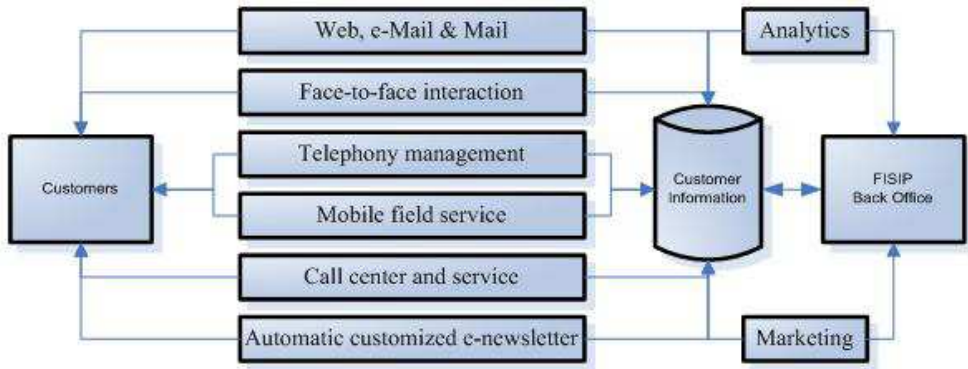 Web, e-Mail & Mail
Analytics
Face-to-face interaction
Telephony management
Customers
Customer
Information
FISIP
Back Office
Mobile field service
Call center and service
Automatic customized e-newsletter
Marketing